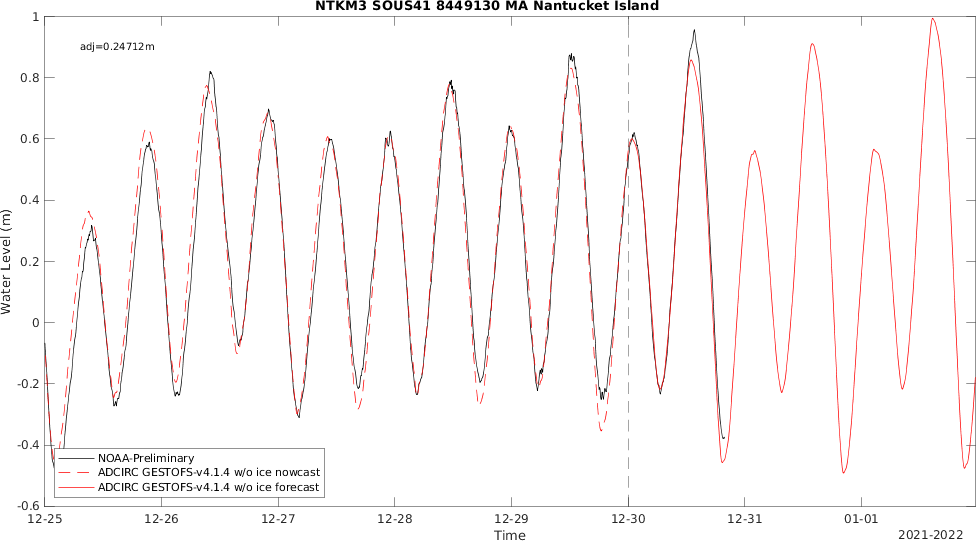 NTKM3 SOUS41 8449130 MA Nantucket Island
adj=0.24712m
1
0.8
0.6
0.4
0.2
0
-0.2
-0.4
-0.6
Water Level (m)
NOAA-Preliminary
ADCIRC GESTOFS-v4.1.4 w/o ice nowcast
ADCIRC GESTOFS-v4.1.4 w/o ice forecast
12-25 12-26 12-27 12-28 12-29 12-30 12-31 01-01
Time
2021-2022